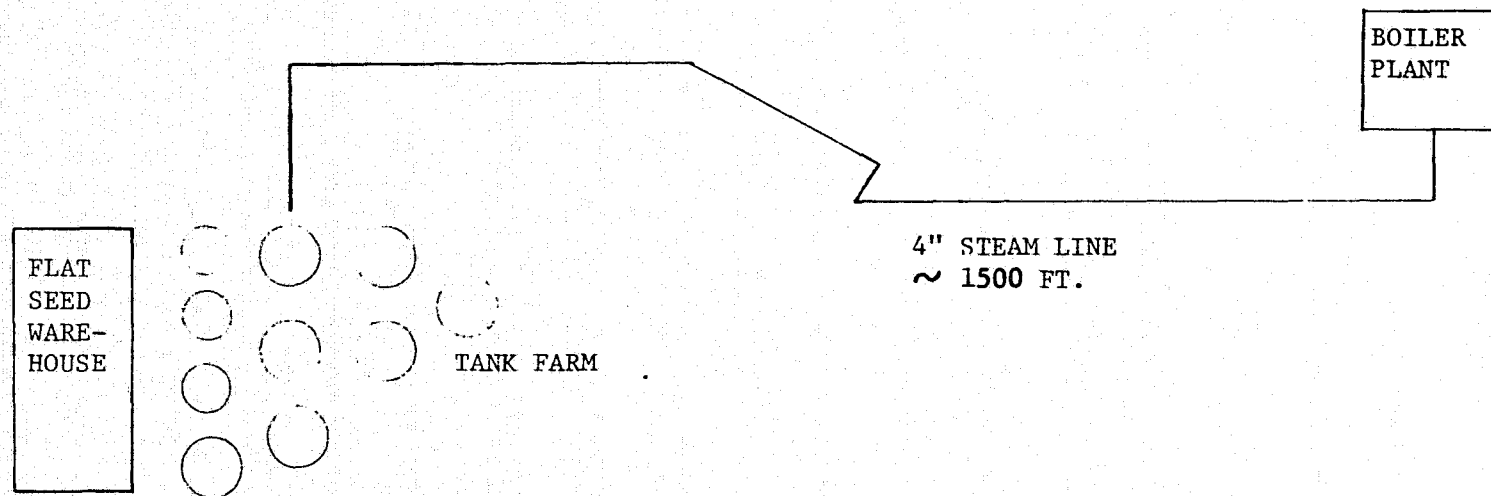 BOILER
PLANT
4" STEAM LINE
~ 1500 FT.
FLAT
SEED
WARE-
HOUSE
TANK FARM